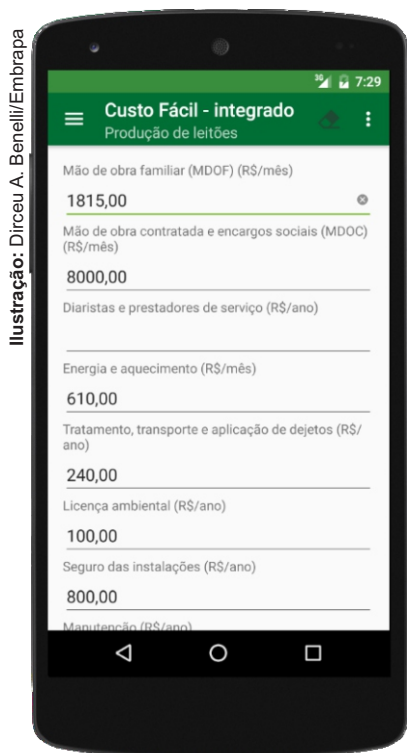 Ilustração: Dirceu A. Benelli/Embrapa
3G 7:29
Custo Fácil - integrado
Produção de leitões
Mão de obra familiar (MDOF) (R$/mês)
1815,00
Mão de obra contratada e encargos sociais (MDOC)
(R$/mês)
8000,00
Diaristas e prestadores de serviço (R$/ano)
Energia e aquecimento (R$/mês)
610,00
Tratamento, transporte e aplicação de dejetos (R$/
ano)
240,00
Licença ambiental (R$/ano)
100,00
Seguro das instalações (R$/ano)
800,00
Manutenção (R$/ano)